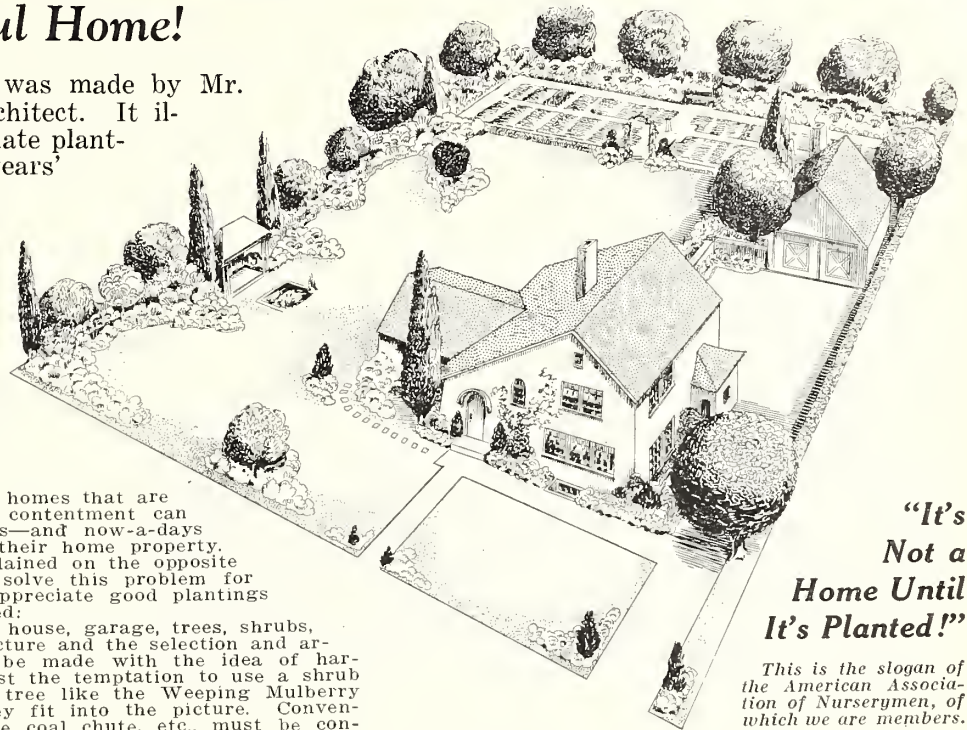 ul Home!
was made by Mr.
chitect. It il-
ate plant-
ears'
homes that are
contentment can
s—and now-a-days
their home property.
lained on the opposite
solve this problem for
ppreciate good plantings
ed:
house, garage, trees, shrubs,
cture and the selection and ar-
be made with the idea of har-
st the temptation to use a shrub
tree like the Weeping Mulberry
ey fit into the picture. Conven-
e coal chute, etc., must be con-
"It's
Not a
Home Until
It's Planted!"
This is the slogan of
the American Associa-
tion of Nurserymen, of
which we are members.